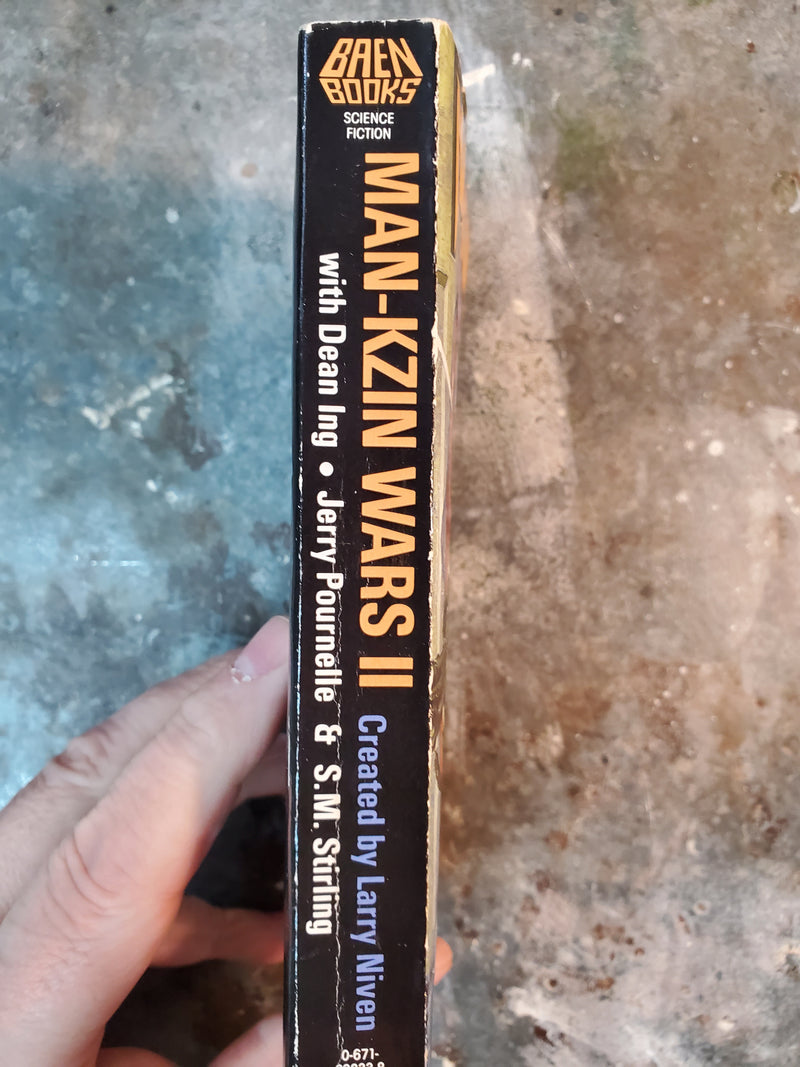 BAEN
BOOKS
SCIENCE
FICTION
MAN-KZIN WARS II Created by Larry Niven
with Dean Ing • Jerry Pournelle & S.M. Stirling
0-671-